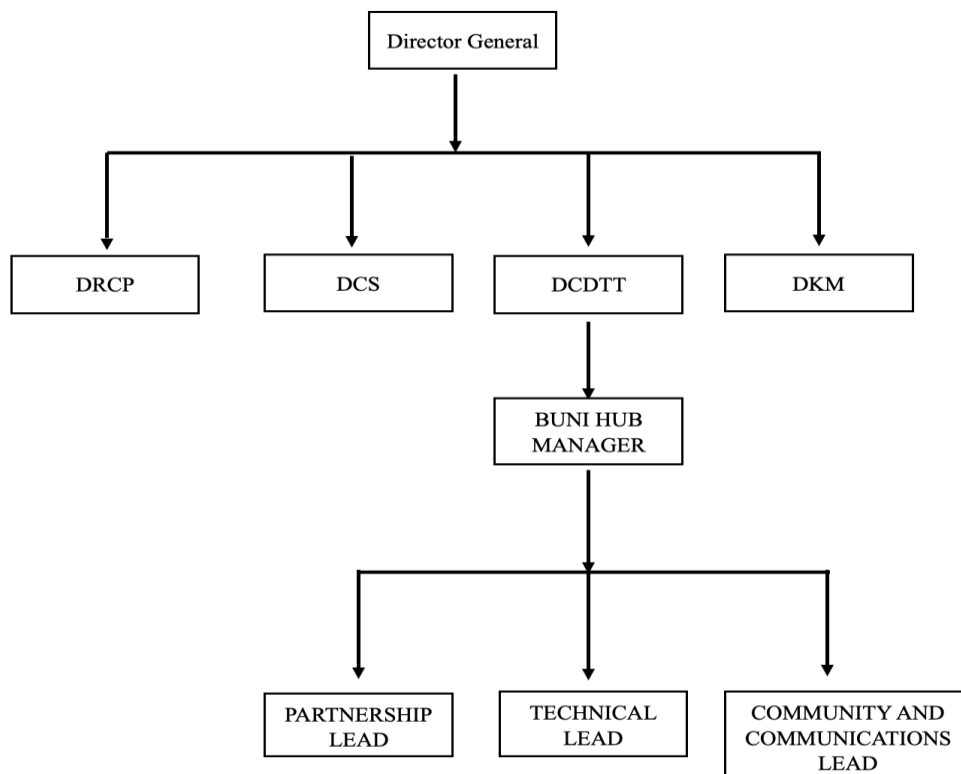 Director General
DRCP
DCS
DCDTT
DKM
BUNI HUB
MANAGER
PARTNERSHIP
LEAD
TECHNICAL
LEAD
COMMUNITY AND
COMMUNICATIONS
LEAD